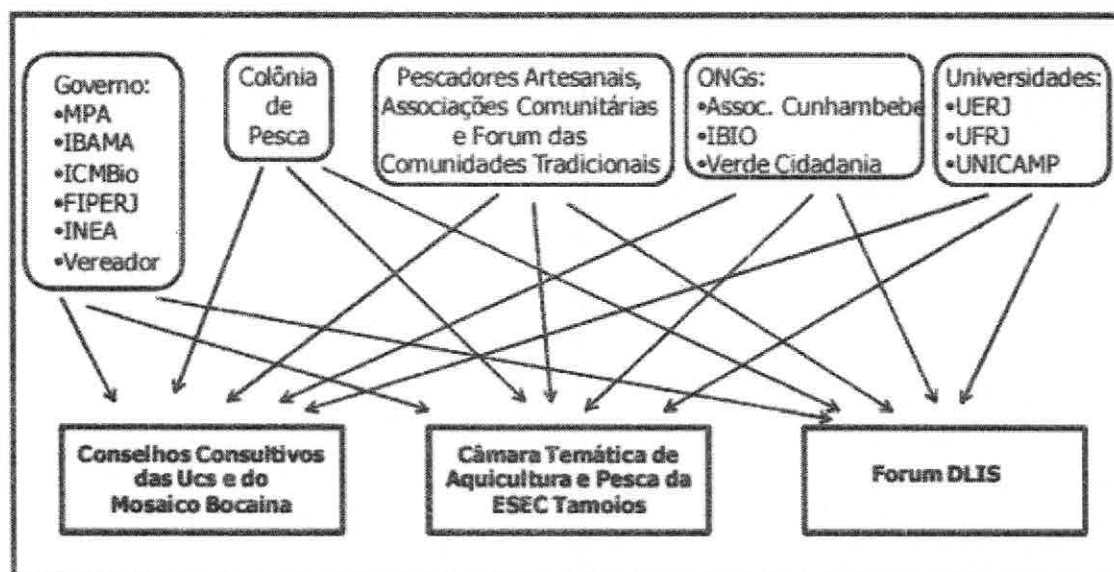 Governo:
•MPA
•IBAMA
•ICMBio
•FIPERJ
•INEA
•Vereador
Colônia
de
Pesca
Pescadores Artesanais,
Associações Comunitárias
e Forum das
Comunidades Tradicionais
ONGs:
•Assoc. Cunhambebe
•IBIO
•Verde Cidadania
Universidades:
•UERJ
•UFRJ
•UNICAMP
Conselhos Consultivos
das Ucs e do
Mosaico Bocaina
Câmara Temática de
Aquicultura e Pesca da
ESEC Tamoios
Forum DLIS